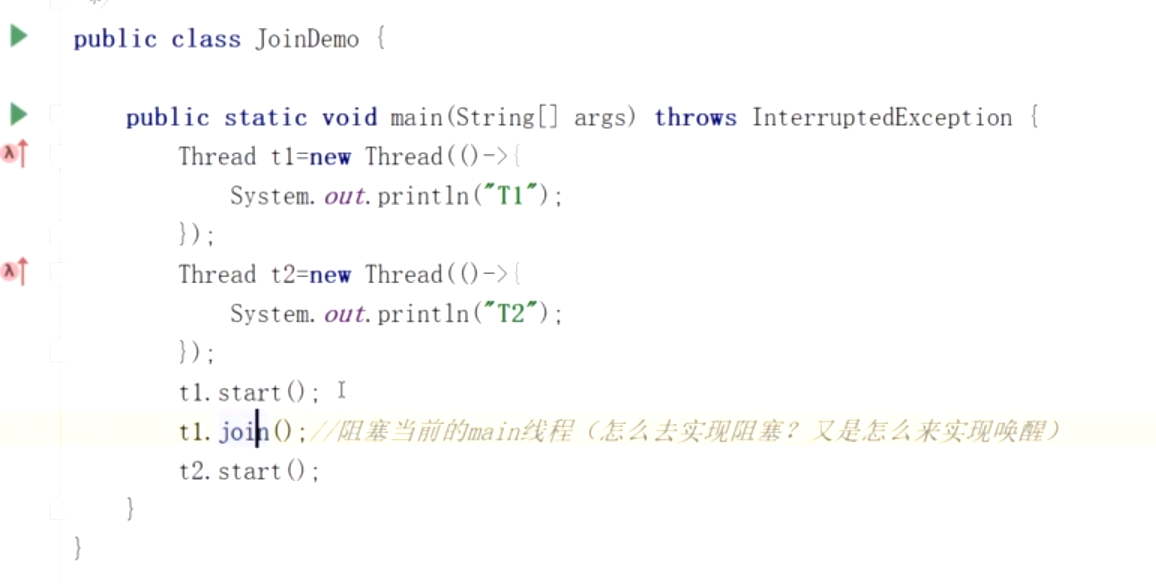 */
public class JoinDemo {
public static void main(String[] args) throws InterruptedException {
Thread t1=new Thread(()->{
System.out.println("T1");
});
Thread t2=new Thread(()->{
System.out.println("T2");
});
t1.start();
t1.join();//阻塞当前的main线程（怎么去实现阻塞？又是怎么来实现唤醒）
t2.start();
}
}